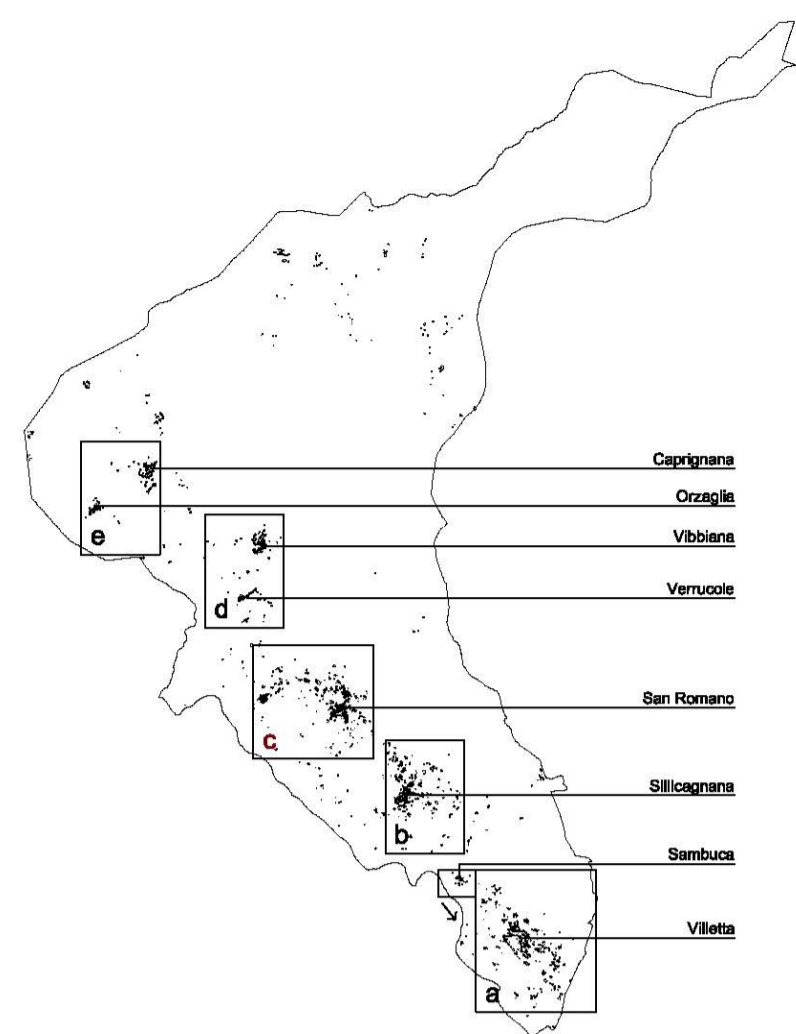 Caprignana
Orzaglia
e
Vibbiana
Verrucole
d
San Romano
c
Sillicagnana
b
Sambuca
Villetta
a